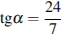 tgα = 24/7